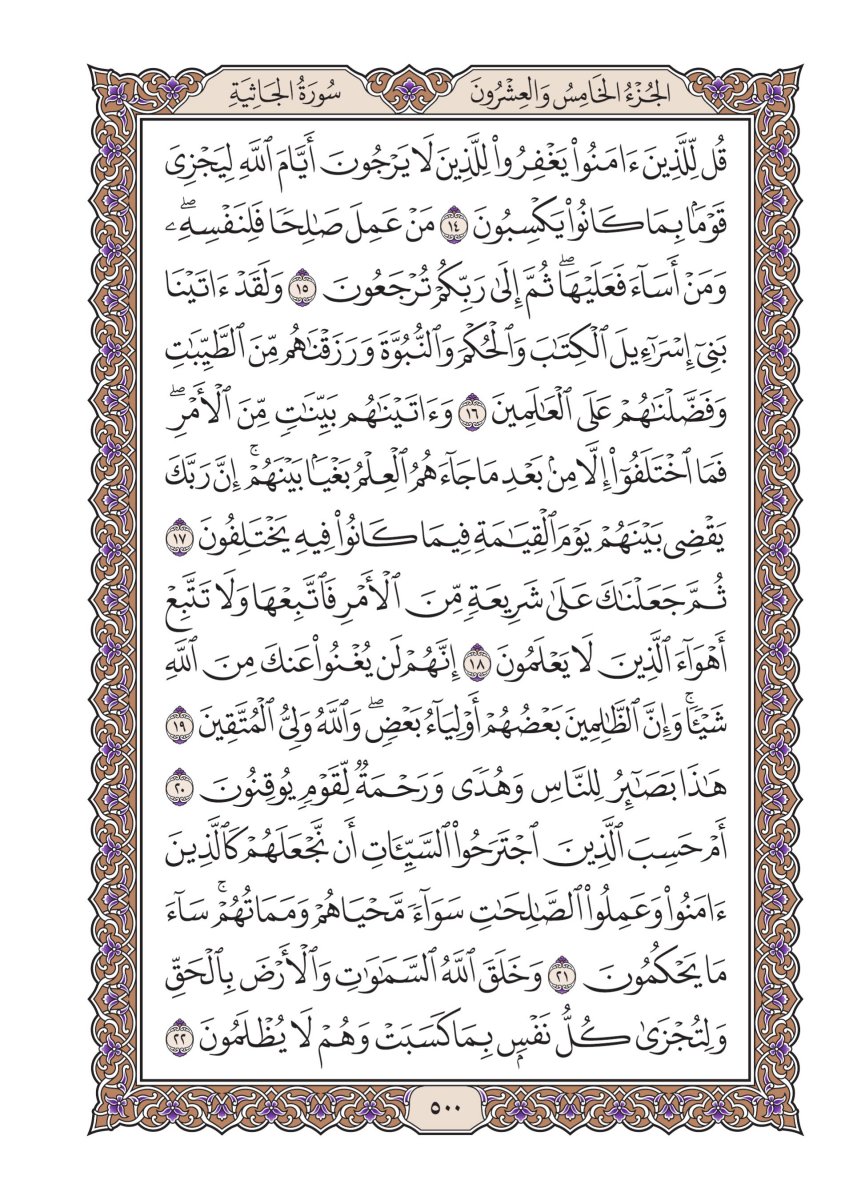 الجُزْءُ الخَامِسُ وَالعِشْرُونَ
سُورَةُ الجَاثِيَةِ
قُل لِّلَّذِينَ ءَامَنُوا۟ يَغْفِرُوا۟ لِلَّذِينَ لَا يَرْجُونَ أَيَّامَ ٱللَّهِ لِيَجْزِىَ
قَوْمًۢا بِمَا كَانُوا۟ يَكْسِبُونَ ١٤ مَنْ عَمِلَ صَٰلِحًا فَلِنَفْسِهِۦۖ
وَمَنْ أَسَآءَ فَعَلَيْهَاۖ ثُمَّ إِلَىٰ رَبِّكُمْ تُرْجَعُونَ ١٥ وَلَقَدْ ءَاتَيْنَا
بَنِىٓ إِسْرَٰٓءِيلَ ٱلْكِتَٰبَ وَٱلْحُكْمَ وَٱلنُّبُوَّةَ وَرَزَقْنَٰهُم مِّنَ ٱلطَّيِّبَٰتِ
وَفَضَّلْنَٰهُمْ عَلَى ٱلْعَٰلَمِينَ ١٦ وَءَاتَيْنَٰهُم بَيِّنَٰتٍ مِّنَ ٱلْأَمْرِۖ
فَمَا ٱخْتَلَفُوٓا۟ إِلَّا مِنۢ بَعْدِ مَا جَآءَهُمُ ٱلْعِلْمُ بَغْيًۢا بَيْنَهُمْۚ إِنَّ رَبَّكَ
يَقْضِى بَيْنَهُمْ يَوْمَ ٱلْقِيَٰمَةِ فِيمَا كَانُوا۟ فِيهِ يَخْتَلِفُونَ ١٧
ثُمَّ جَعَلْنَٰكَ عَلَىٰ شَرِيعَةٍ مِّنَ ٱلْأَمْرِ فَٱتَّبِعْهَا وَلَا تَتَّبِعْ
أَهْوَآءَ ٱلَّذِينَ لَا يَعْلَمُونَ ١٨ إِنَّهُمْ لَن يُغْنُوا۟ عَنكَ مِنَ ٱللَّهِ
شَيْـًٔاۚ وَإِنَّ ٱلظَّٰلِمِينَ بَعْضُهُمْ أَوْلِيَآءُ بَعْضٍۖ وَٱللَّهُ وَلِىُّ ٱلْمُتَّقِينَ ١٩
هَٰذَا بَصَٰٓئِرُ لِلنَّاسِ وَهُدًى وَرَحْمَةٌ لِّقَوْمٍ يُوقِنُونَ ٢٠
أَمْ حَسِبَ ٱلَّذِينَ ٱجْتَرَحُوا۟ ٱلسَّيِّـَٔاتِ أَن نَّجْعَلَهُمْ كَٱلَّذِينَ
ءَامَنُوا۟ وَعَمِلُوا۟ ٱلصَّٰلِحَٰتِ سَوَآءً مَّحْيَاهُمْ وَمَمَاتُهُمْۚ سَآءَ
مَا يَحْكُمُونَ ٢١ وَخَلَقَ ٱللَّهُ ٱلسَّمَٰوَٰتِ وَٱلْأَرْضَ بِٱلْحَقِّ
وَلِتُجْزَىٰ كُلُّ نَفْسٍۭ بِمَا كَسَبَتْ وَهُمْ لَا يُظْلَمُونَ ٢٢
٥٠٠